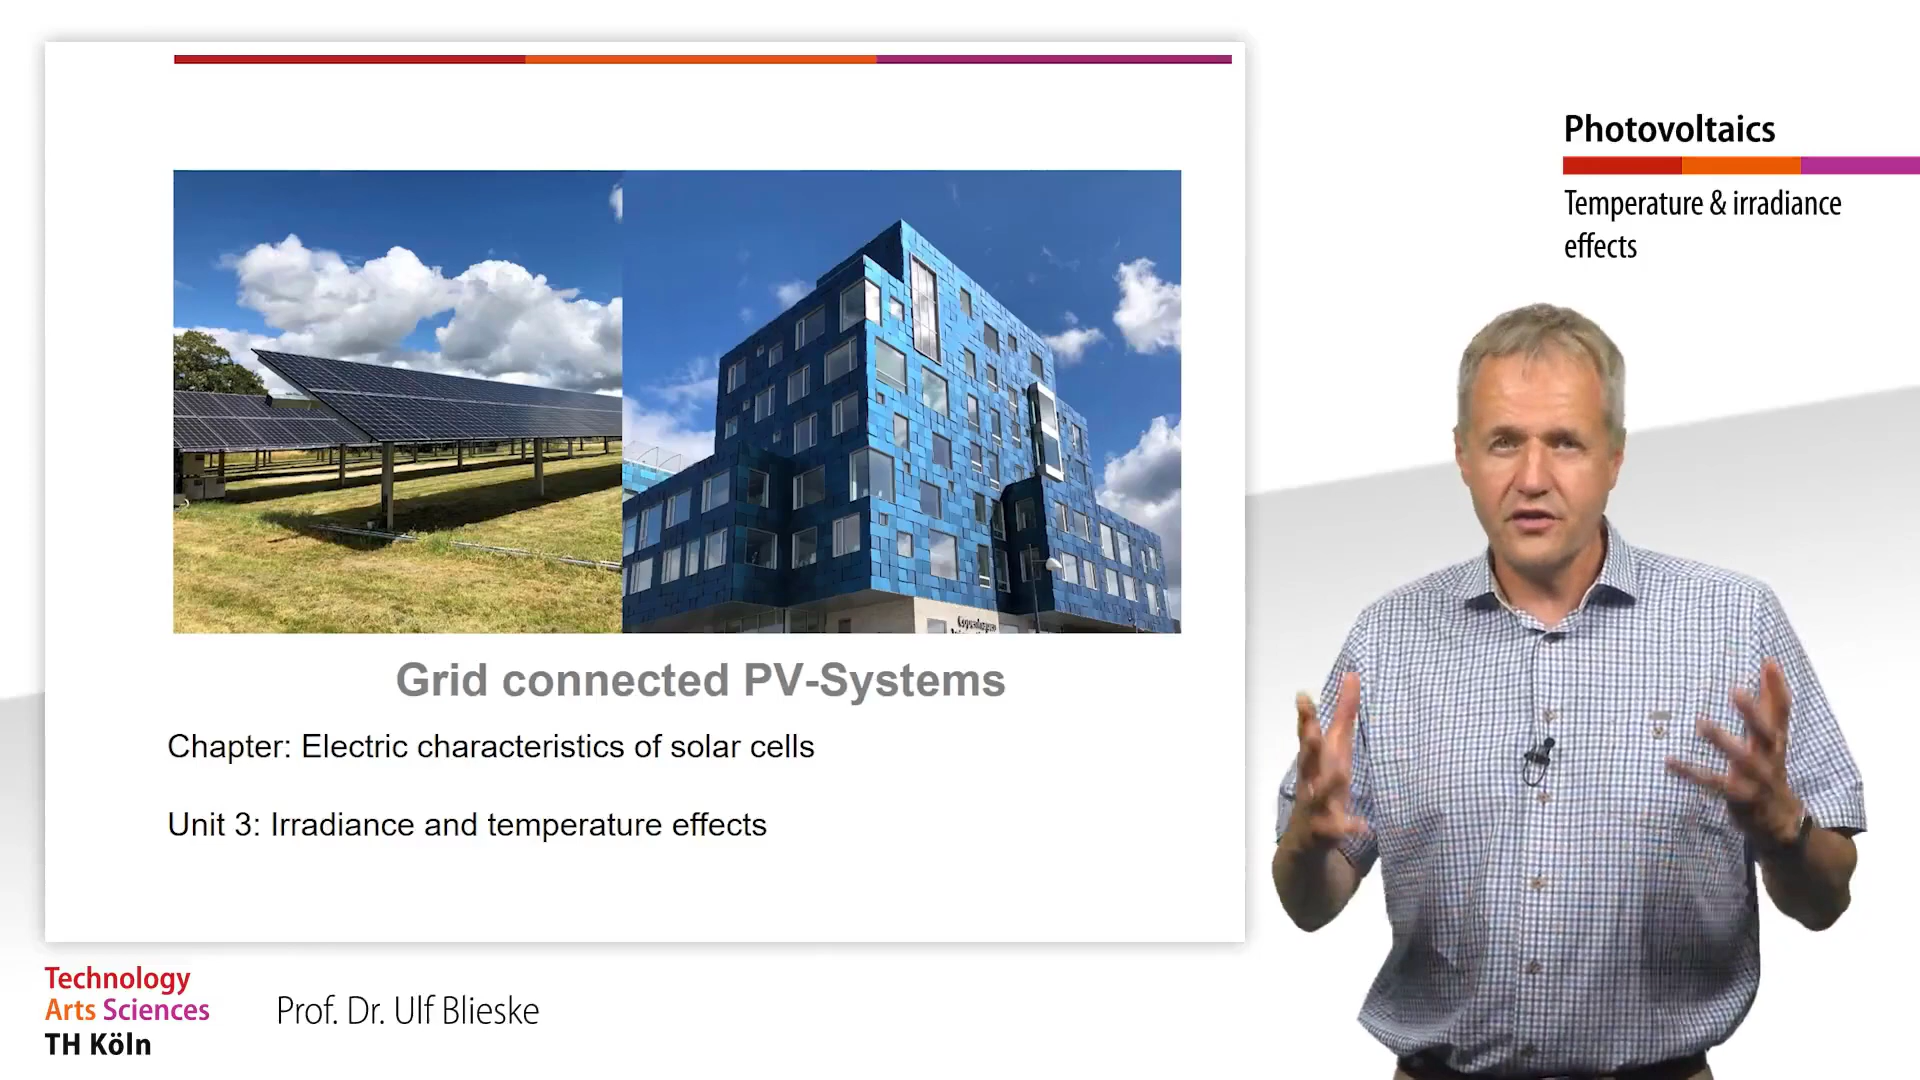 Photovoltaics
Temperature & irradiance
effects
Grid connected PV-Systems
Chapter: Electric characteristics of solar cells
Unit 3: Irradiance and temperature effects
Technology
Arts Sciences
TH Köln
Prof. Dr. Ulf Blieske